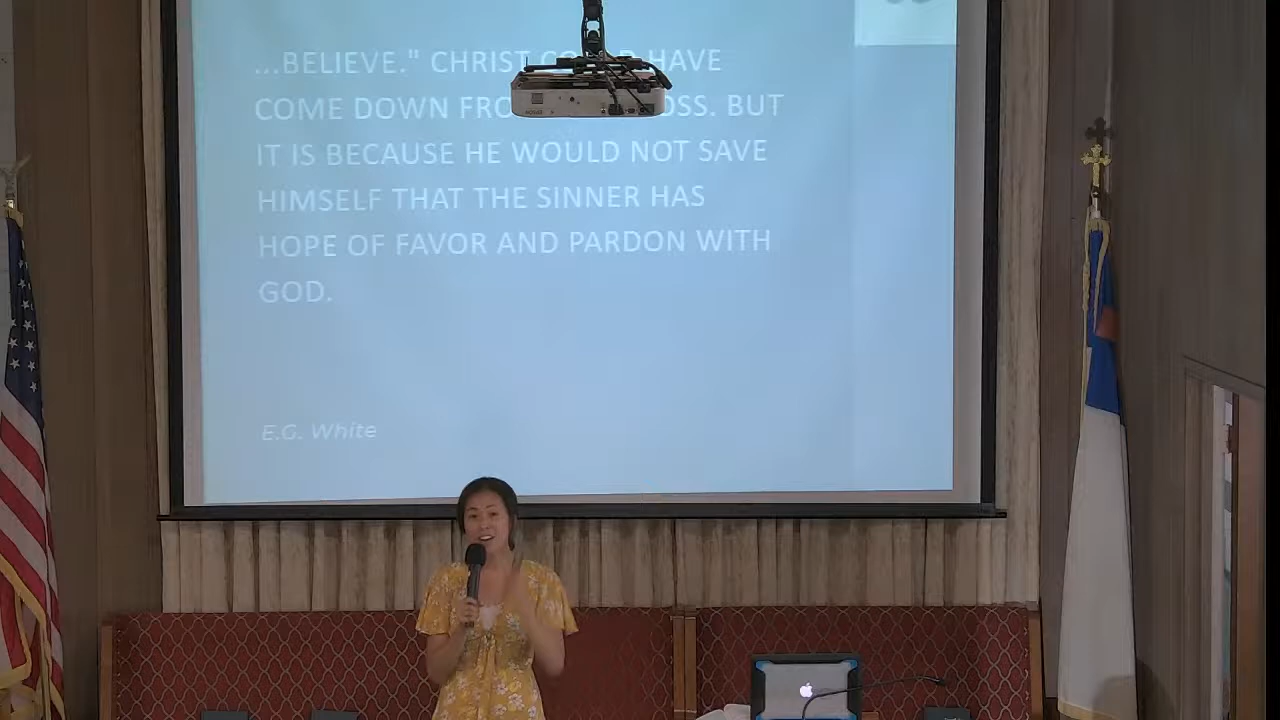 ...BELIEVE." CHRIST HAVE
COME DOWN BUT
IT IS BECAUSE HE WOULD NOT SAVE
HIMSELF THAT THE SINNER HAS
HOPE OF FAVOR AND PARDON WITH
GOD.
E.G. White